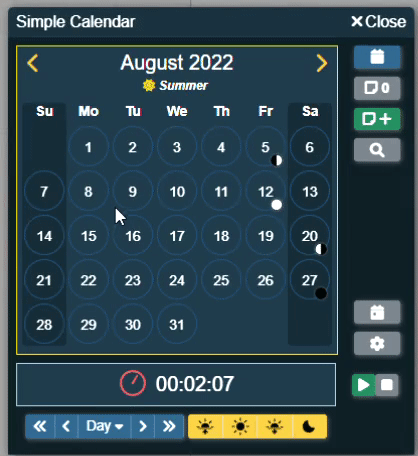 Simple Calendar Close
August 2022
Summer
Su Mo Tu We Th Fr Sa
1 2 3 4 5 6
7 8 9 10 11 12 13
14 15 16 17 18 19 20
21 22 23 24 25 26 27
28 29 30 31
0
00:02:07
Day